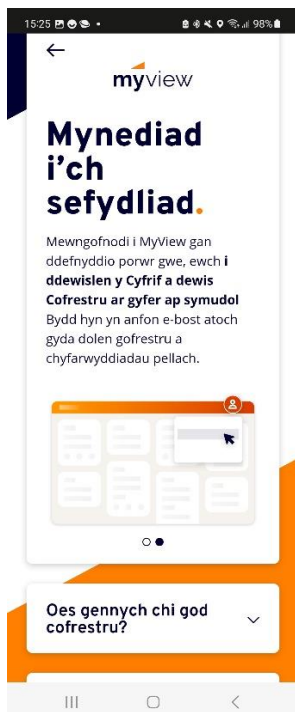 15:25
98%
myview
Mynediad
i'ch
sefydliad.
Mewngofnodi i MyView gan
ddefnyddio porwr gwe, ewch i
ddewislen y Cyfrif a dewis
Cofrestru ar gyfer ap symudol
Bydd hyn yn anfon e-bost atoch
gyda dolen gofrestru a
chyfarwyddiadau pellach.
Oes gennych chi god
cofrestru?